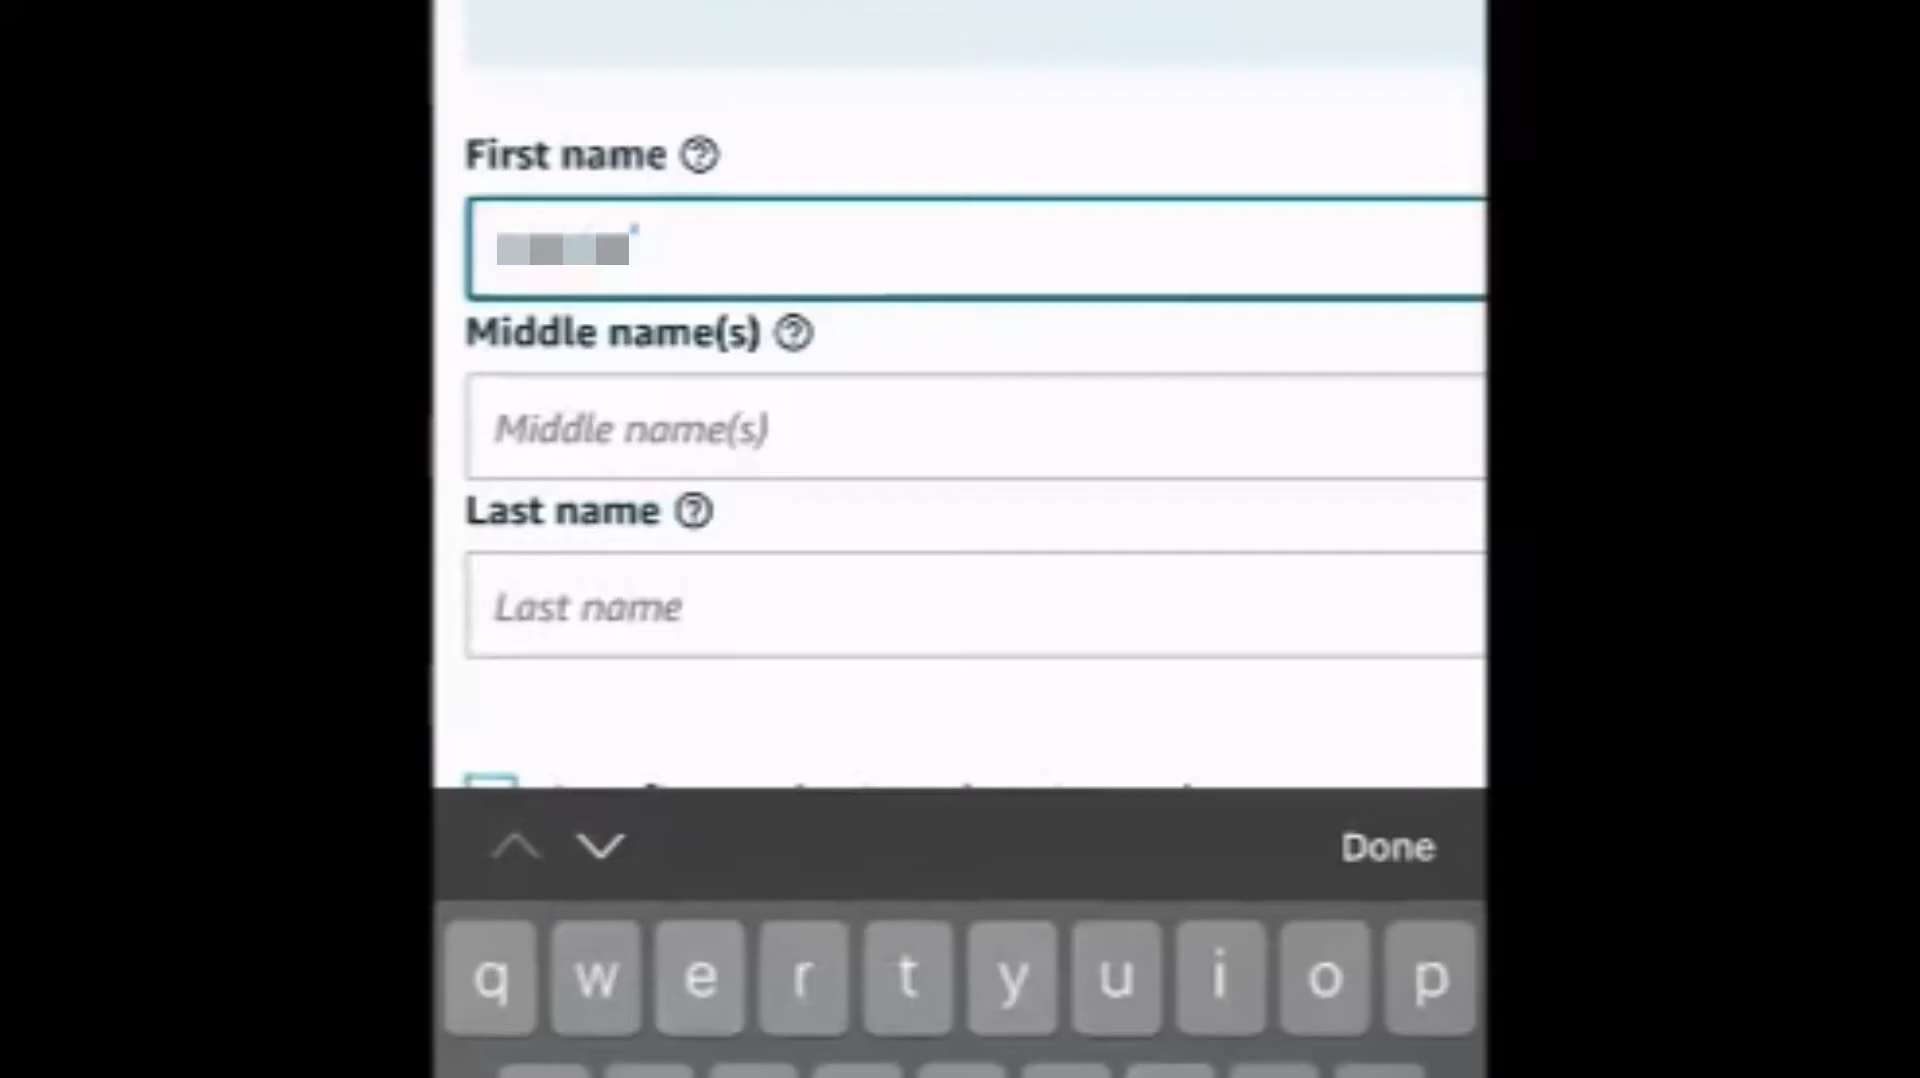 First name
Middle name(s)
Middle name(s)
Last name
Last name
Done
q w e r t y u i o p